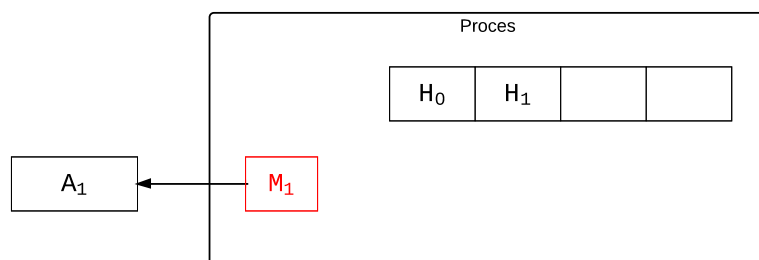 Proces
H₀ H₁
A₁ M₁